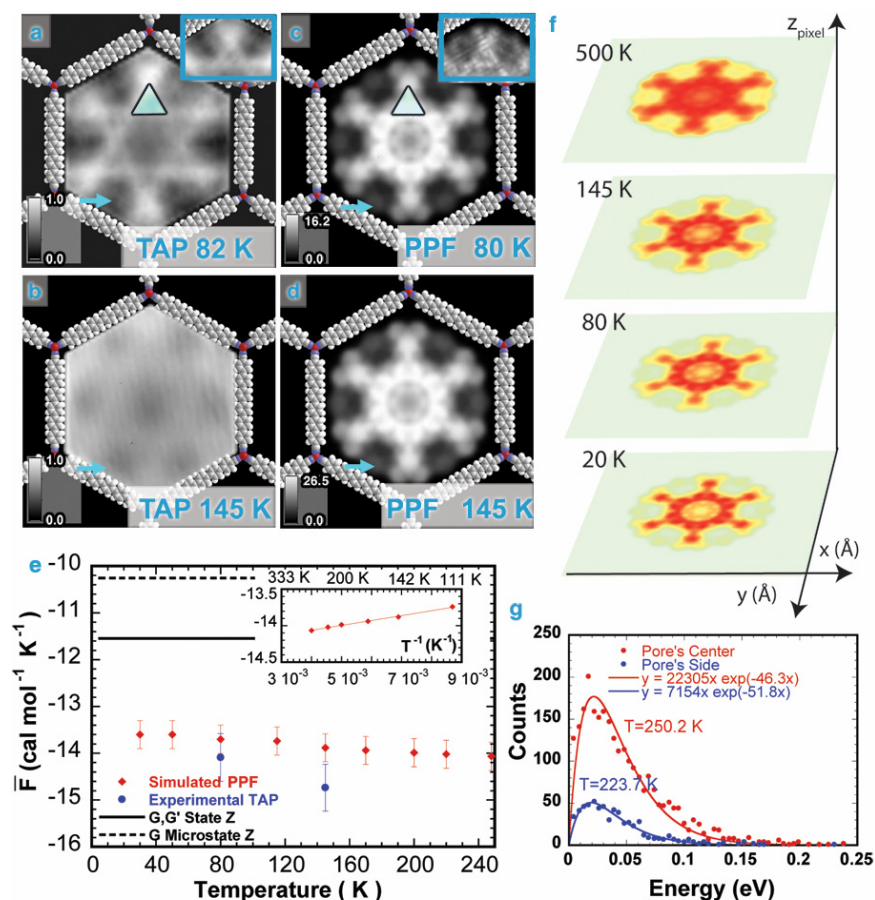 a
1.0
0.0
TAP 82 K
c
16.2
0.0
PPF 80 K
b
1.0
0.0
TAP 145 K
d
26.5
0.0
PPF 145 K
f
z pixel
500 K
145 K
80 K
20 K
x (Å)
y (Å)
e
-10
-11
-12
-13
-14
-15
-16
F̅ (cal mol⁻¹ K⁻¹)
333 K 200 K 142 K 111 K
-13.5
-14
-14.5
T⁻¹ (K⁻¹)
3 10⁻³ 5 10⁻³ 7 10⁻³ 9 10⁻³
Simulated PPF
Experimental TAP
G,G' State Z
G Microstate Z
0 40 80 120 160 200 240
Temperature ( K )
g
250
200
150
100
50
0
Counts
Pore's Center
Pore's Side
y = 22305x exp(-46.3x)
y = 7154x exp(-51.8x)
T=250.2 K
T=223.7 K
0 0.05 0.1 0.15 0.2 0.25
Energy (eV)